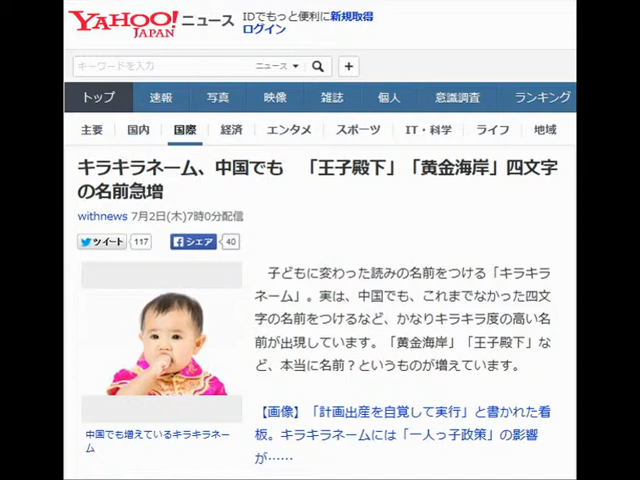 YAHOO! JAPAN ニュース
IDでもっと便利に新規取得
ログイン
キーワードを入力 ニュース
トップ 速報 写真 映像 雑誌 個人 意識調査 ランキング
主要 国内 国際 経済 エンタメ スポーツ IT・科学 ライフ 地域
キラキラネーム、中国でも 「王子殿下」「黄金海岸」四文字
の名前急増
withnews 7月2日(木)7時0分配信
ツイート 117 シェア 40
子どもに変わった読みの名前をつける「キラキラ
ネーム」。実は、中国でも、これまでなかった四文
字の名前をつけるなど、かなりキラキラ度の高い名
前が出現しています。「黄金海岸」「王子殿下」な
ど、本当に名前？というものが増えています。
【画像】「計画出産を自覚して実行」と書かれた看
板。キラキラネームには「一人っ子政策」の影響
が……
中国でも増えているキラキラネー
ム